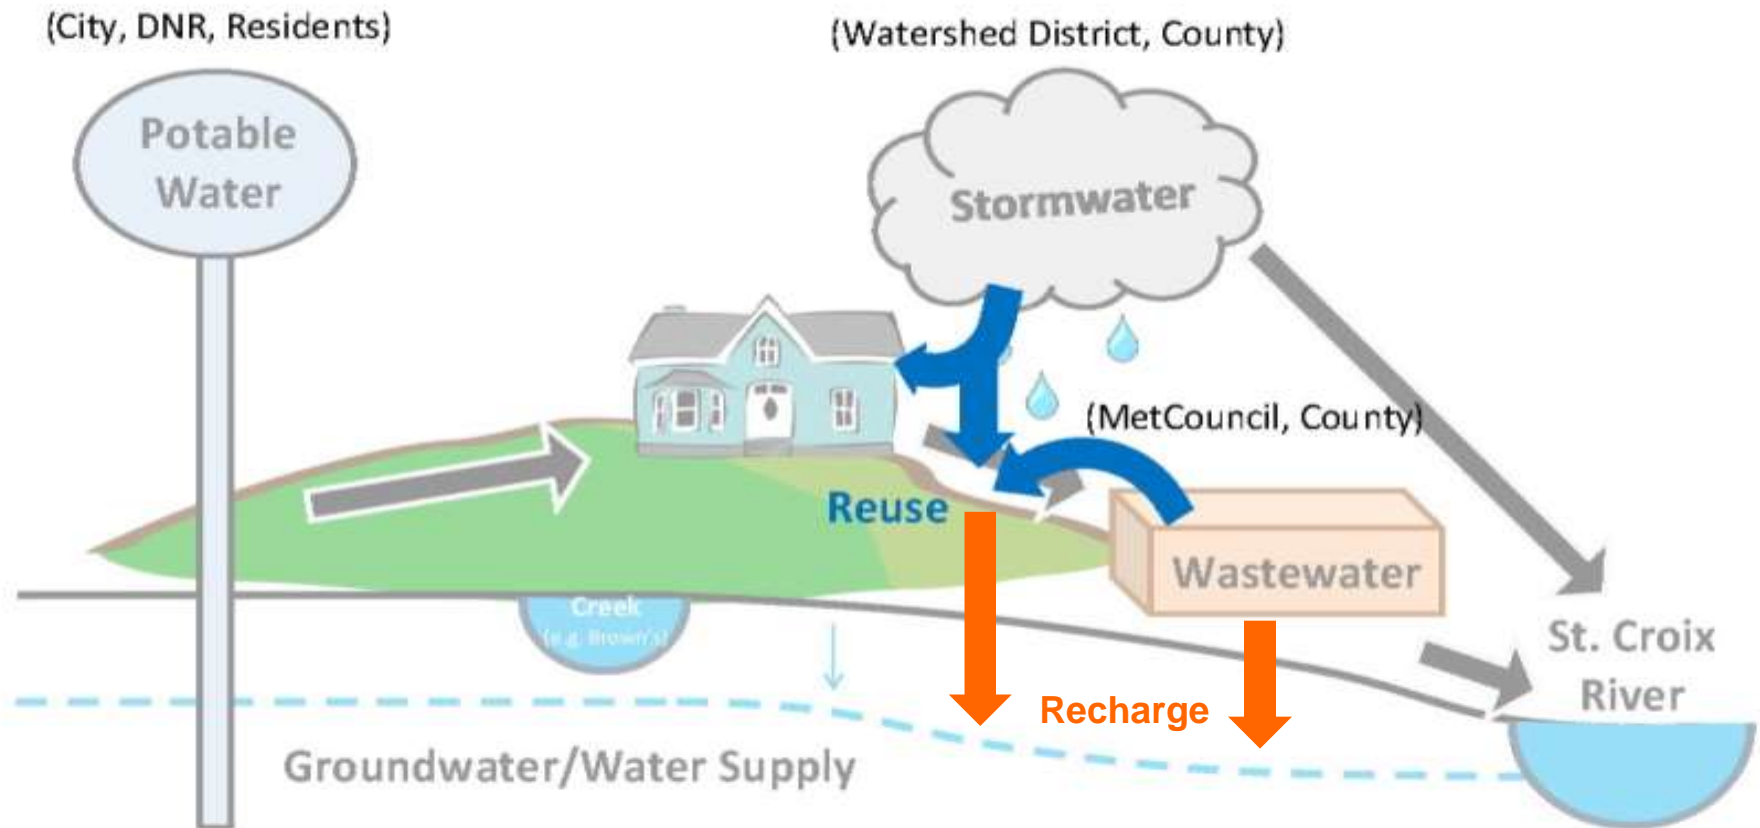 (City, DNR, Residents)
(Watershed District, County)
Potable
Water
Stormwater
(MetCouncil, County)
Reuse
Wastewater
Creek
(e.g. Brown's)
St. Croix
River
Recharge
Groundwater/Water Supply